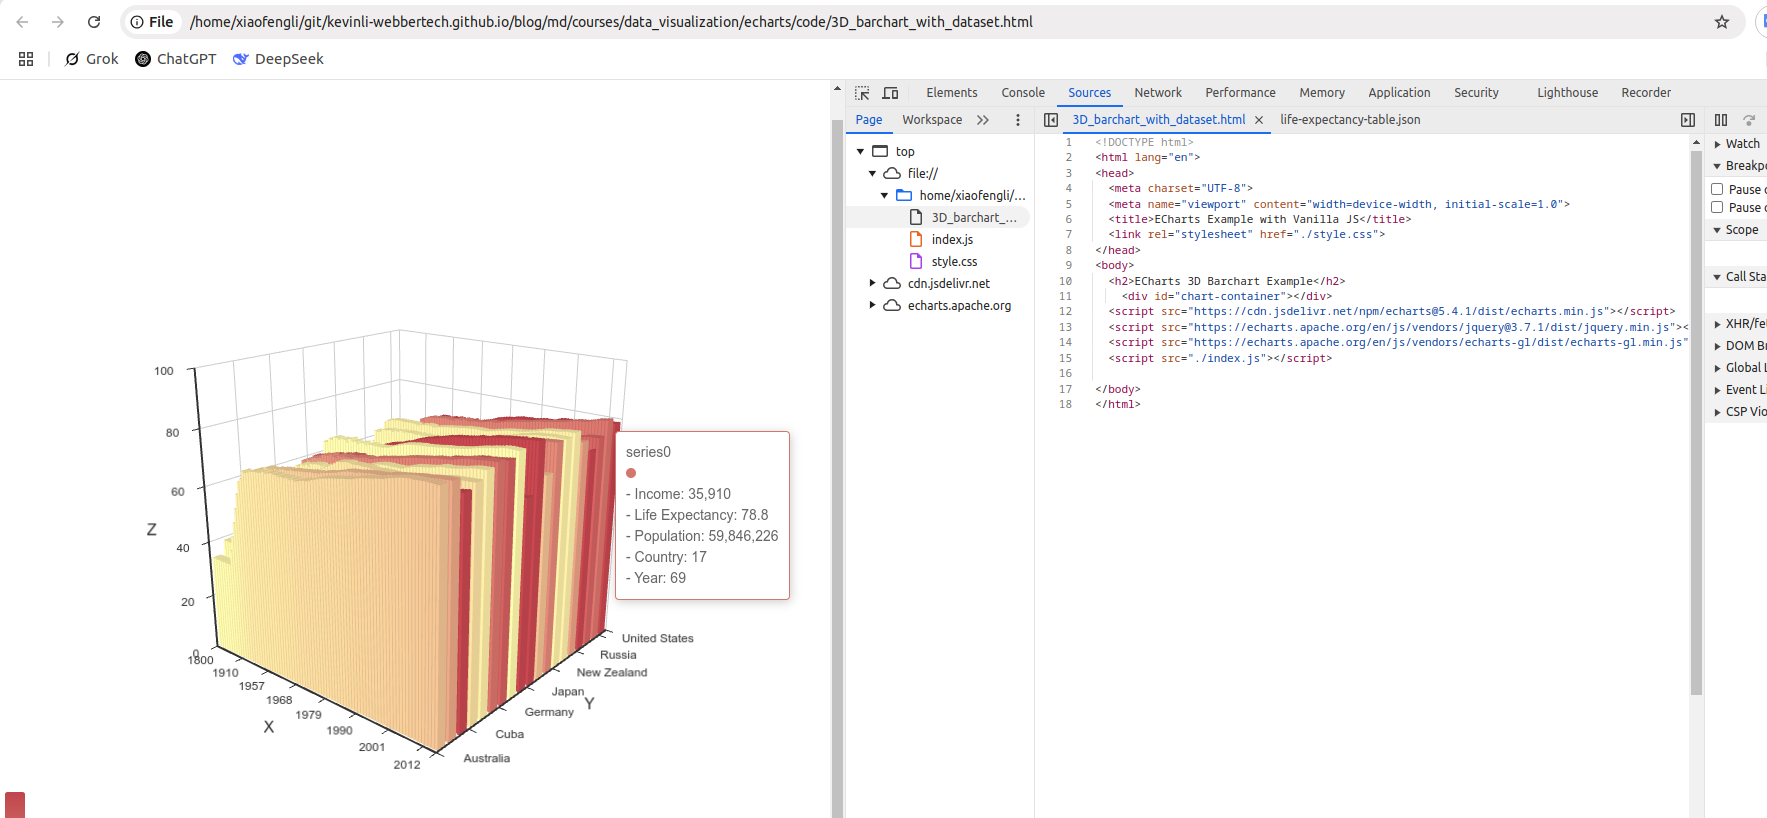 File /home/xiaofengli/git/kevinli-webbertech.github.io/blog/md/courses/data_visualization/echarts/code/3D_barchart_with_dataset.html
Grok ChatGPT DeepSeek
Elements Console Sources Network Performance Memory Application Security Lighthouse Recorder
Page Workspace
3D_barchart_with_dataset.html
life-expectancy-table.json
top
file://
home/xiaofengli/...
3D_barchart_...
index.js
style.css
cdn.jsdelivr.net
echarts.apache.org
1 <!DOCTYPE html>
2 <html lang="en">
3 <head>
4 <meta charset="UTF-8">
5 <meta name="viewport" content="width=device-width, initial-scale=1.0">
6 <title>ECharts Example with Vanilla JS</title>
7 <link rel="stylesheet" href="./style.css">
8 </head>
9 <body>
10 <h2>ECharts 3D Barchart Example</h2>
11 <div id="chart-container"></div>
12 <script src="https://cdn.jsdelivr.net/npm/echarts@5.4.1/dist/echarts.min.js"></script>
13 <script src="https://echarts.apache.org/en/js/vendors/jquery@3.7.1/dist/jquery.min.js"><
14 <script src="https://echarts.apache.org/en/js/vendors/echarts-gl/dist/echarts-gl.min.js"
15 <script src="./index.js"></script>
16
17 </body>
18 </html>
Watch
Breakpo
Pause o
Pause o
Scope
Call Sta
XHR/fe
DOM Br
Global L
Event Li
CSP Vio
100
80
60
40
20
0
Z
1800
1910
1957
1968
1979
1990
2001
2012
X
United States
Russia
New Zealand
Japan
Germany
Cuba
Australia
Y
series0
- Income: 35,910
- Life Expectancy: 78.8
- Population: 59,846,226
- Country: 17
- Year: 69